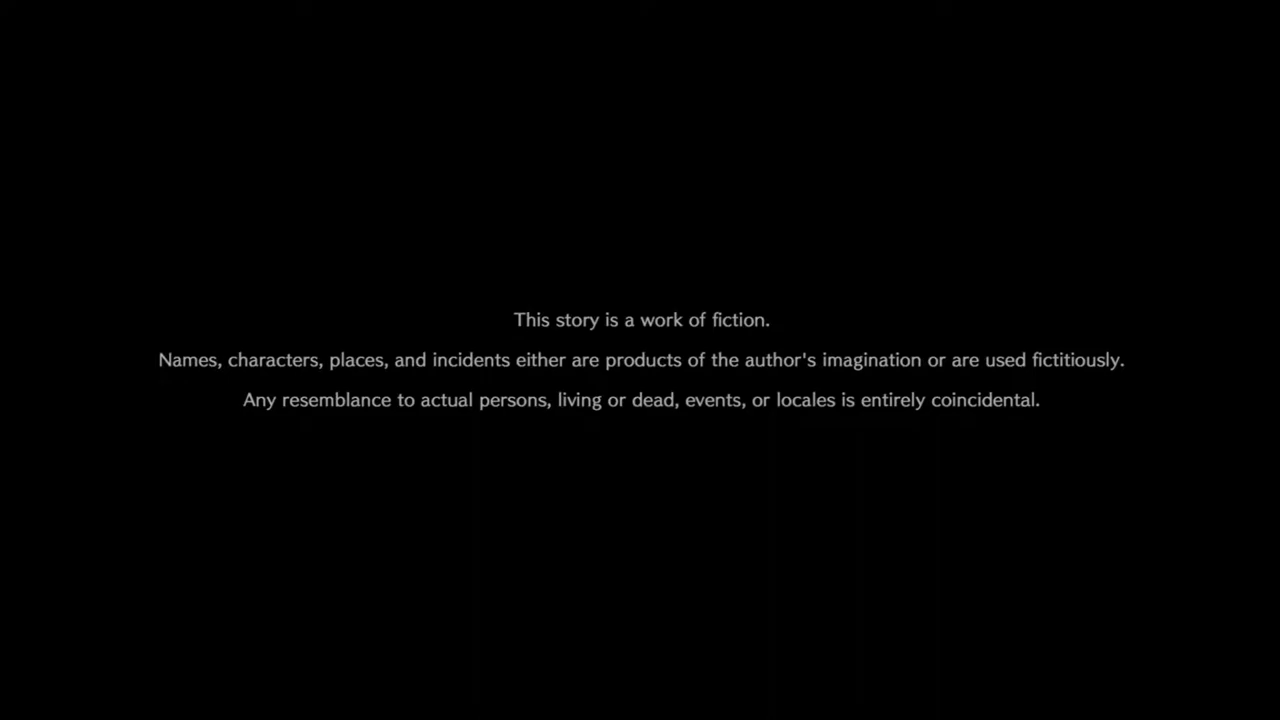 This story is a work of fiction.
Names, characters, places, and incidents either are products of the author's imagination or are used fictitiously.
Any resemblance to actual persons, living or dead, events, or locales is entirely coincidental.